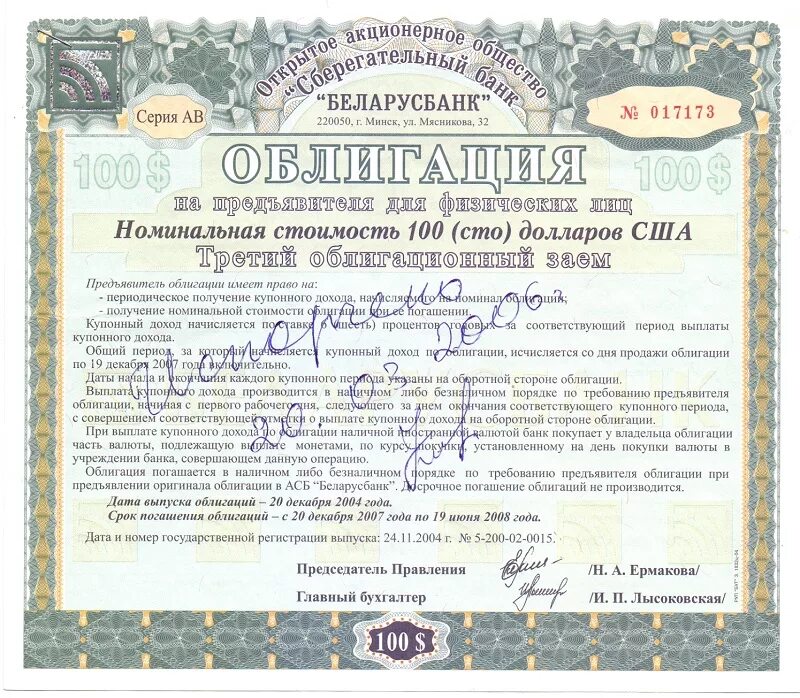 Открытое акционерное общество
"Сберегательный банк
"БЕЛАРУСБАНК"
220050, г. Минск, ул. Мясникова, 32
Серия АВ
№ 017173
100$ ОБЛИГАЦИЯ 100$
на предъявителя для физических лиц
Номинальная стоимость 100 (сто) долларов США
Третий облигационный заем
Предъявитель облигации имеет право на:
- периодическое получение купонного дохода, начисляемого на номинал облигации;
- получение номинальной стоимости облигации при ее погашении.
Купонный доход начисляется по ставке 6 (шесть) процентов годовых за соответствующий период выплаты
купонного дохода.
Общий период, за который начисляется купонный доход по облигации, исчисляется со дня продажи облигации
по 19 декабря 2007 года включительно.
Даты начала и окончания каждого купонного периода указаны на оборотной стороне облигации.
Выплата купонного дохода производится в наличном либо безналичном порядке по требованию предъявителя
облигации, начиная с первого рабочего дня, следующего за днем окончания соответствующего купонного периода,
с совершением соответствующей отметки о выплате купонного дохода на оборотной стороне облигации.
При выплате купонного дохода по облигации наличной иностранной валютой банк покупает у владельца облигации
часть валюты, подлежащую выплате монетами, по курсу покупки, установленному на день покупки валюты в
учреждении банка, совершающем данную операцию.
Облигация погашается в наличном либо безналичном порядке по требованию предъявителя облигации при
предъявлении оригинала облигации в АСБ "Беларусбанк". Досрочное погашение облигаций не производится.
Дата выпуска облигаций – 20 декабря 2004 года.
Срок погашения облигаций – с 20 декабря 2007 года по 19 июня 2008 года.
Дата и номер государственной регистрации выпуска: 24.11.2004 г. № 5-200-02-0015.
Председатель Правления /Н. А. Ермакова/
Главный бухгалтер /И. П. Лысоковская/
100 $
Испорчено
20.03.2006г